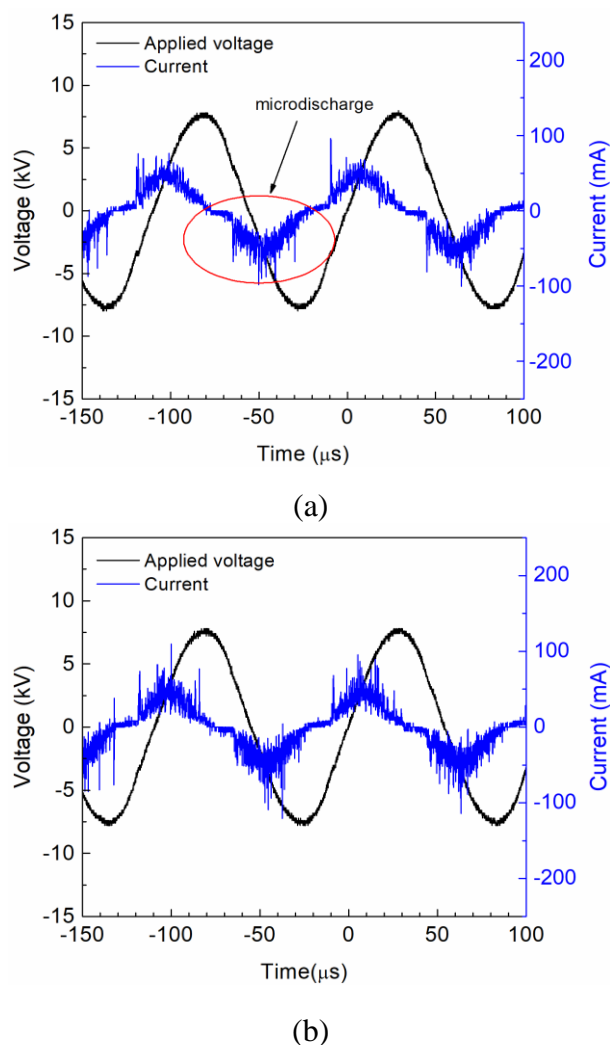 15
10
5
0
-5
-10
-15
Voltage (kV)
Applied voltage
Current
microdischarge
200
100
0
-100
-200
Current (mA)
-150 -100 -50 0 50 100
Time (μs)
(a)
15
10
5
0
-5
-10
-15
Voltage (kV)
Applied voltage
Current
200
100
0
-100
-200
Current (mA)
-150 -100 -50 0 50 100
Time(μs)
(b)